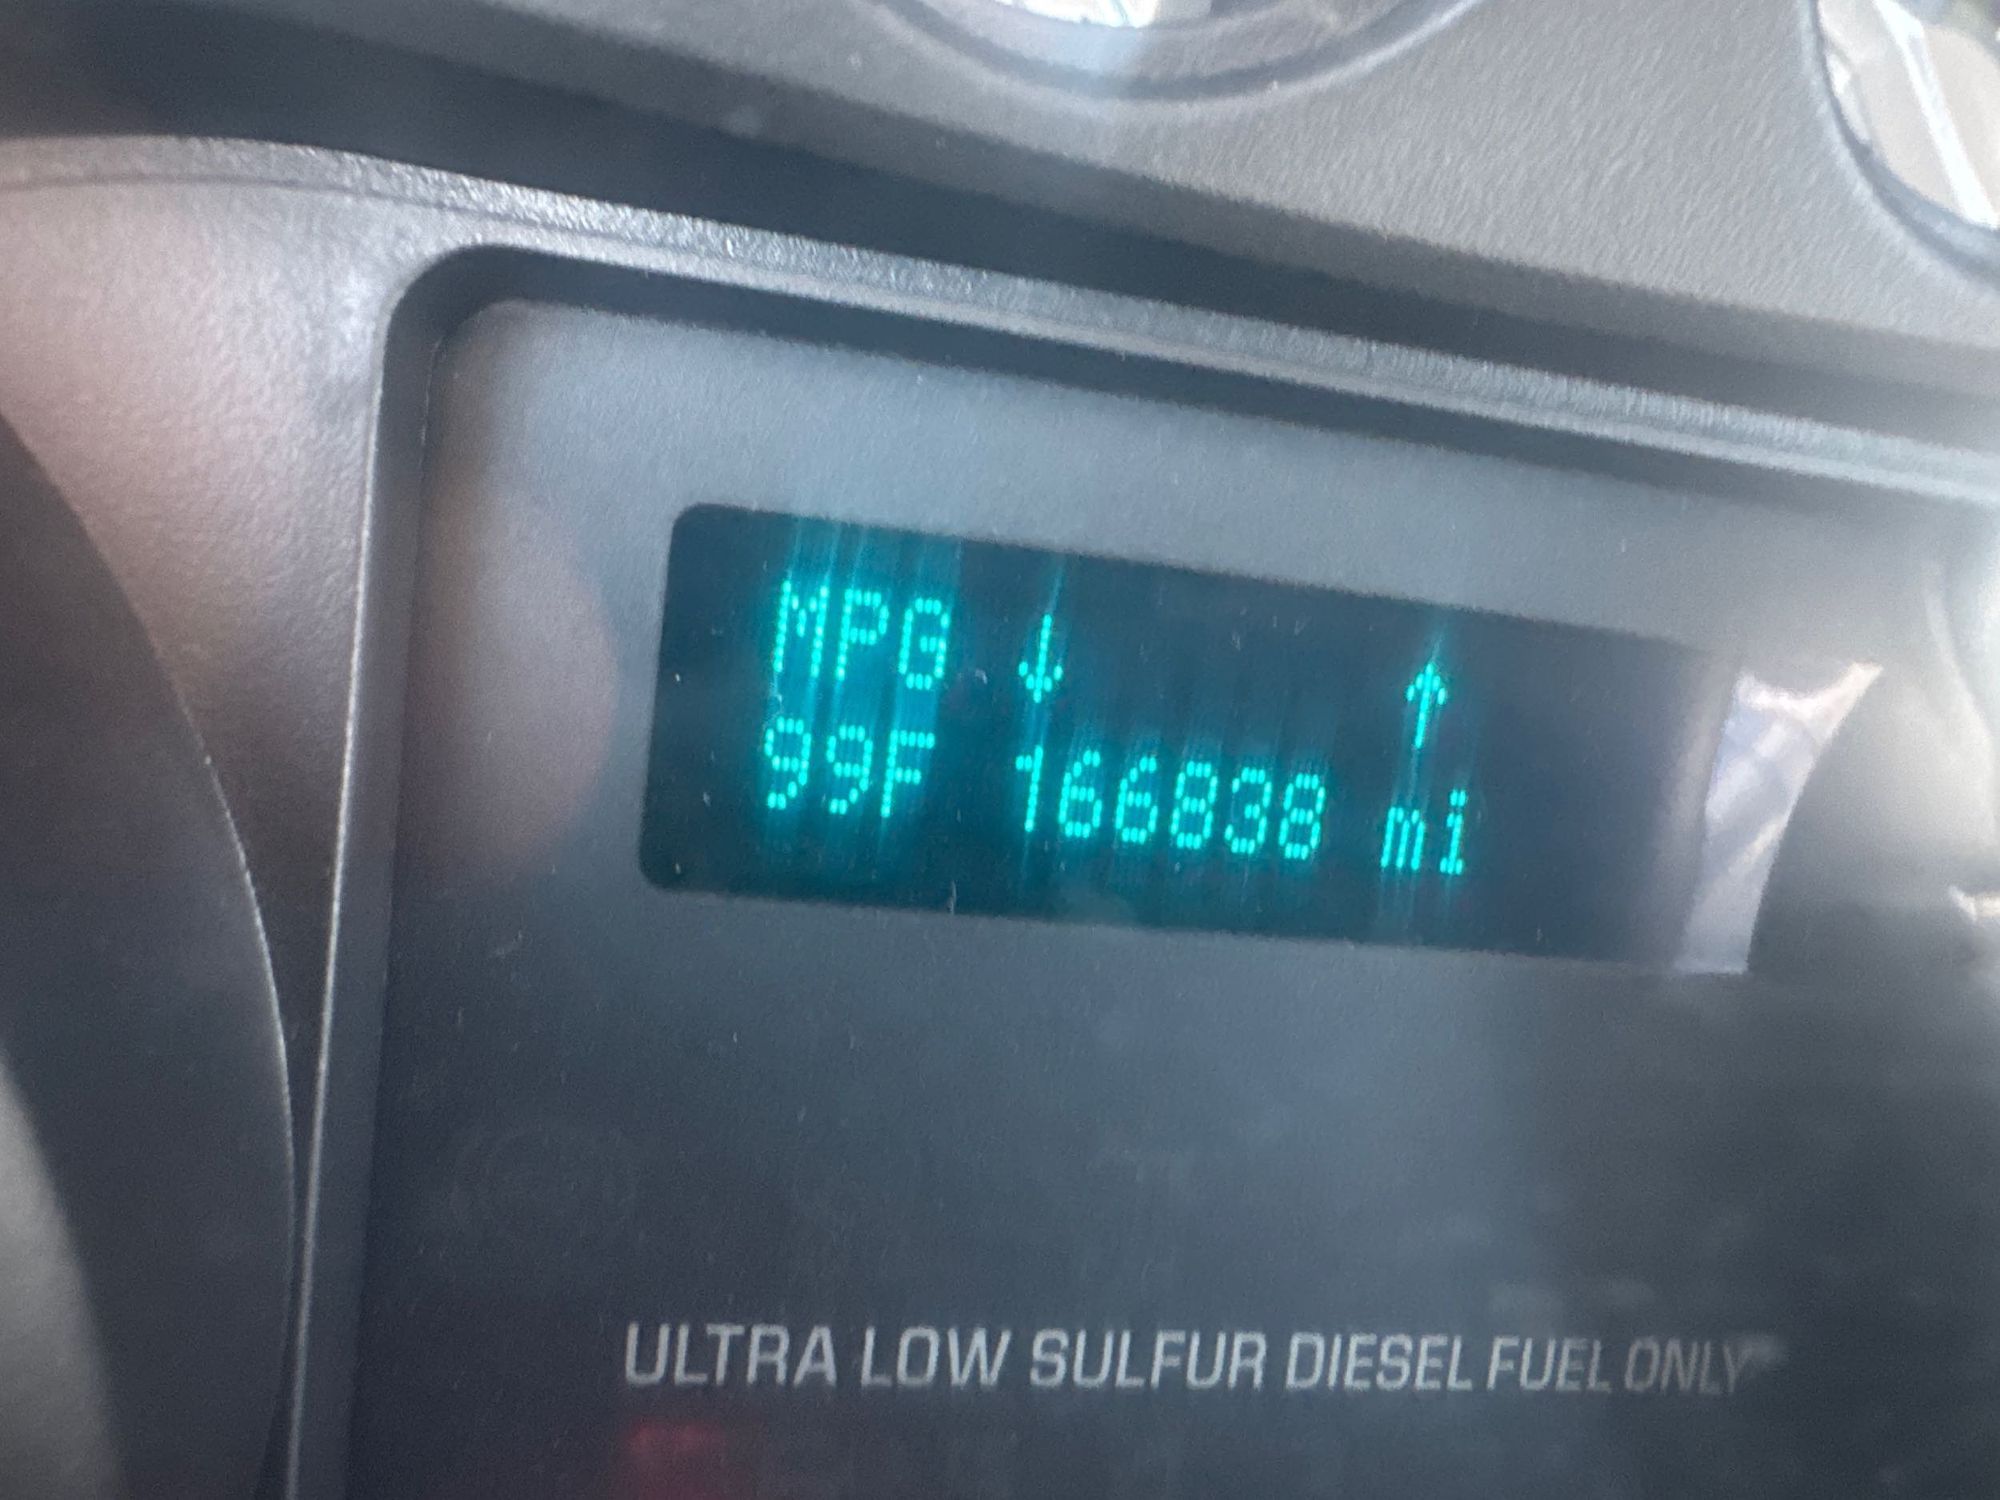 MPG ↓ ↑
99F 166838 mi
ULTRA LOW SULFUR DIESEL FUEL ONLY